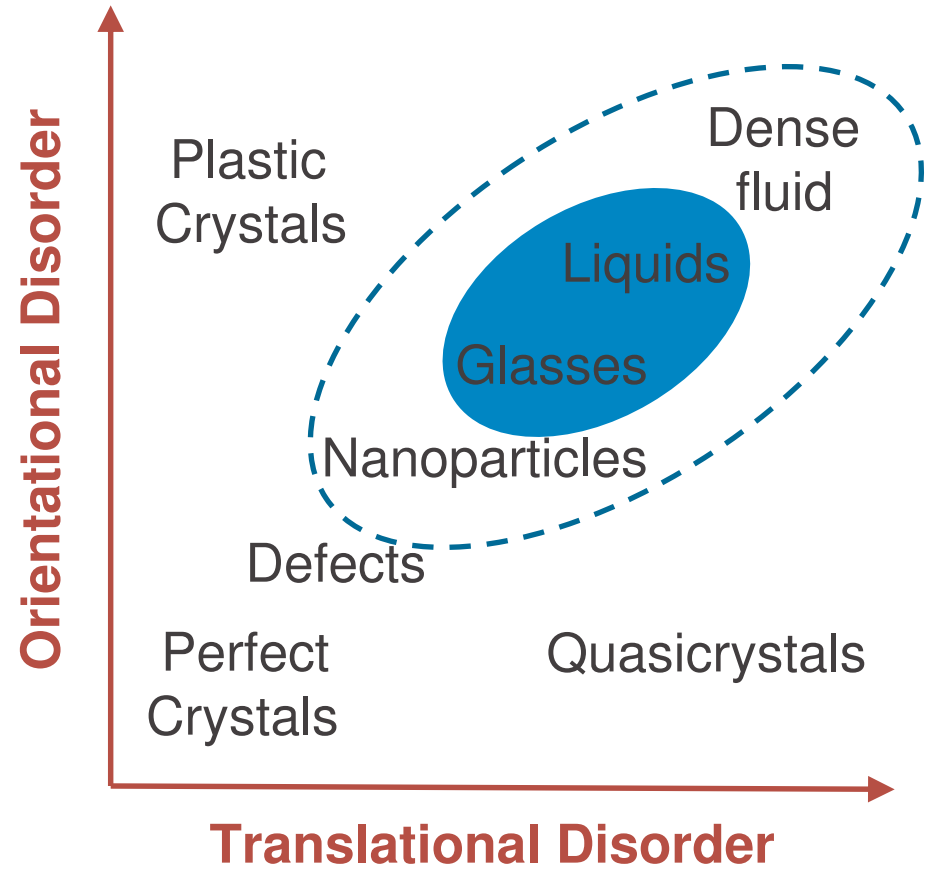 Orientational Disorder
Plastic
Crystals
Dense
fluid
Liquids
Glasses
Nanoparticles
Defects
Perfect
Crystals
Quasicrystals
Translational Disorder